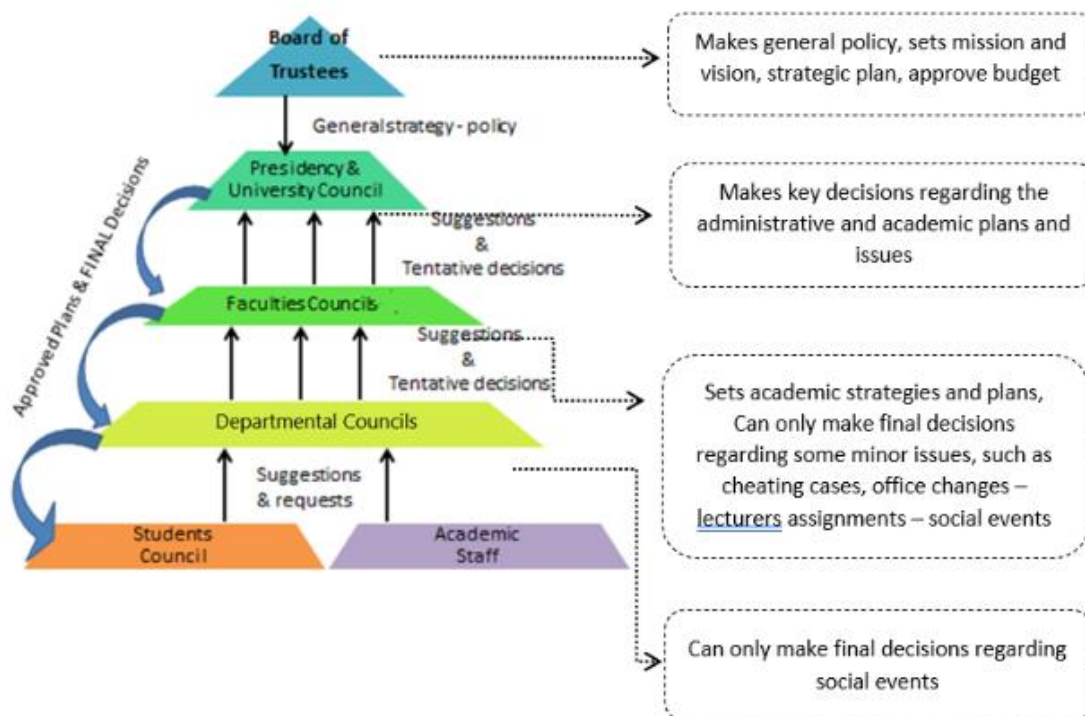 Board of
Trustees
Makes general policy, sets mission and
vision, strategic plan, approve budget
General strategy - policy
Presidency &
University Council
Makes key decisions regarding the
administrative and academic plans and
issues
Suggestions
&
Tentative decisions
Approved Plans & FINAL Decisions
Faculties Councils
Suggestions
&
Tentative decisions
Sets academic strategies and plans,
Can only make final decisions
regarding some minor issues, such as
cheating cases, office changes –
lecturers assignments – social events
Departmental Councils
Suggestions
& requests
Students
Council
Academic
Staff
Can only make final decisions regarding
social events